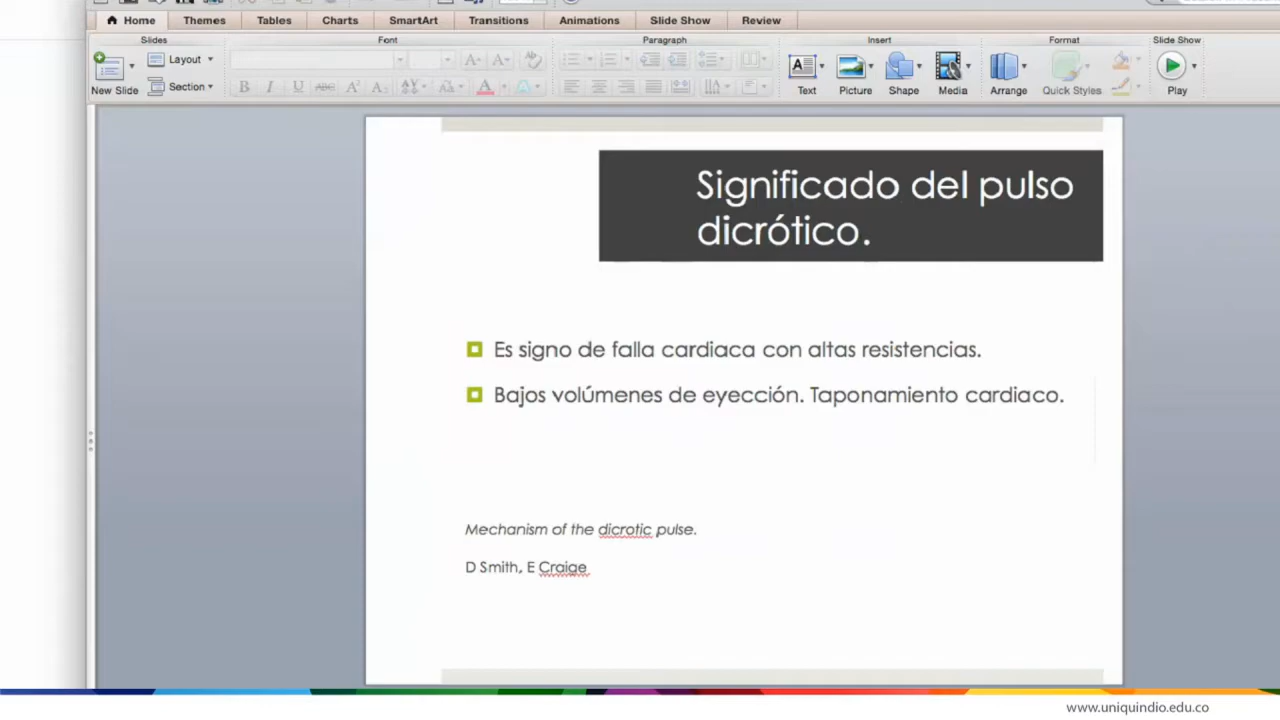 Home Themes Tables Charts SmartArt Transitions Animations Slide Show Review
Slides Font Paragraph Insert Format Slide Show
New Slide Layout Section
B I U ABC A² A₂ A A
Text Picture Shape Media Arrange Quick Styles Play
Significado del pulso
dicrótico.
Es signo de falla cardiaca con altas resistencias.
Bajos volúmenes de eyección. Taponamiento cardiaco.
Mechanism of the dicrotic pulse.
D Smith, E Craige
www.uniquindio.edu.co